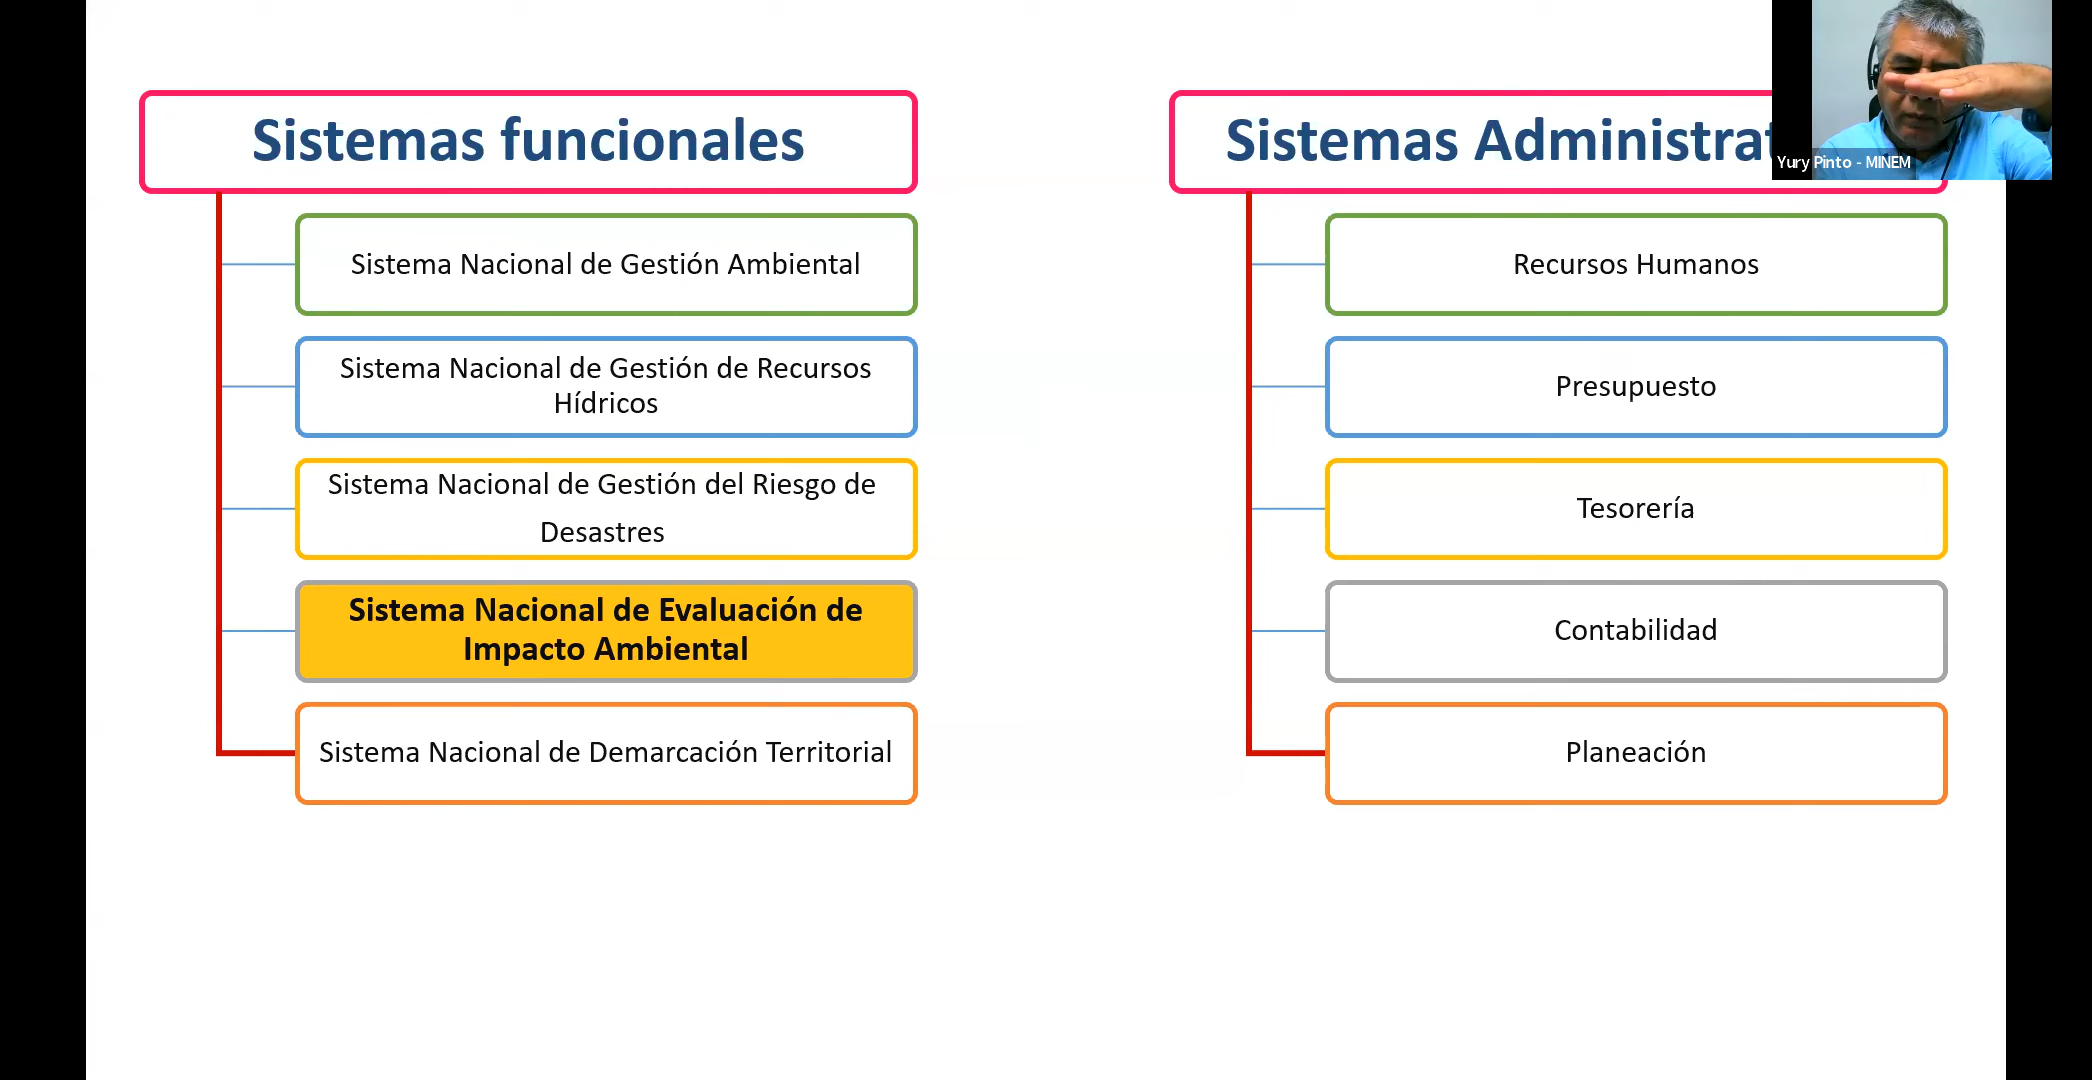 Sistemas funcionales
Sistema Nacional de Gestión Ambiental
Sistema Nacional de Gestión de Recursos
Hídricos
Sistema Nacional de Gestión del Riesgo de
Desastres
Sistema Nacional de Evaluación de
Impacto Ambiental
Sistema Nacional de Demarcación Territorial
Sistemas Administrat
Recursos Humanos
Presupuesto
Tesorería
Contabilidad
Planeación
Yury Pinto - MINEM